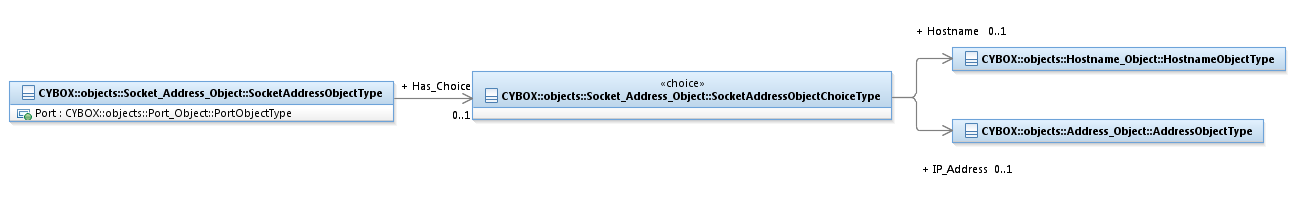 + Hostname 0..1
CYBOX::objects::Hostname_Object::HostnameObjectType
«choice»
CYBOX::objects::Socket_Address_Object::SocketAddressObjectType
+ Has_Choice
CYBOX::objects::Socket_Address_Object::SocketAddressObjectChoiceType
Port : CYBOX::objects::Port_Object::PortObjectType
0..1
CYBOX::objects::Address_Object::AddressObjectType
+ IP_Address 0..1